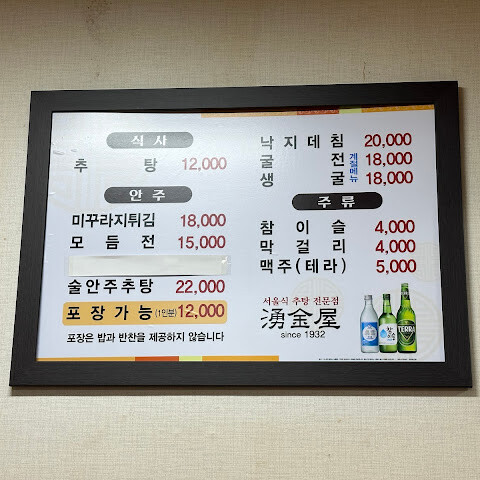 식사
추탕 12,000
안주
미꾸라지튀김 18,000
모듬전 15,000
술안주추탕 22,000
포장가능(1인분) 12,000
포장은 밥과 반찬을 제공하지 않습니다
낙지데침 20,000
굴전 18,000
생굴 18,000
계절메뉴
주류
참이슬 4,000
막걸리 4,000
맥주(테라) 5,000
서울식 추탕 전문점
湧金屋
since 1932
TERRA